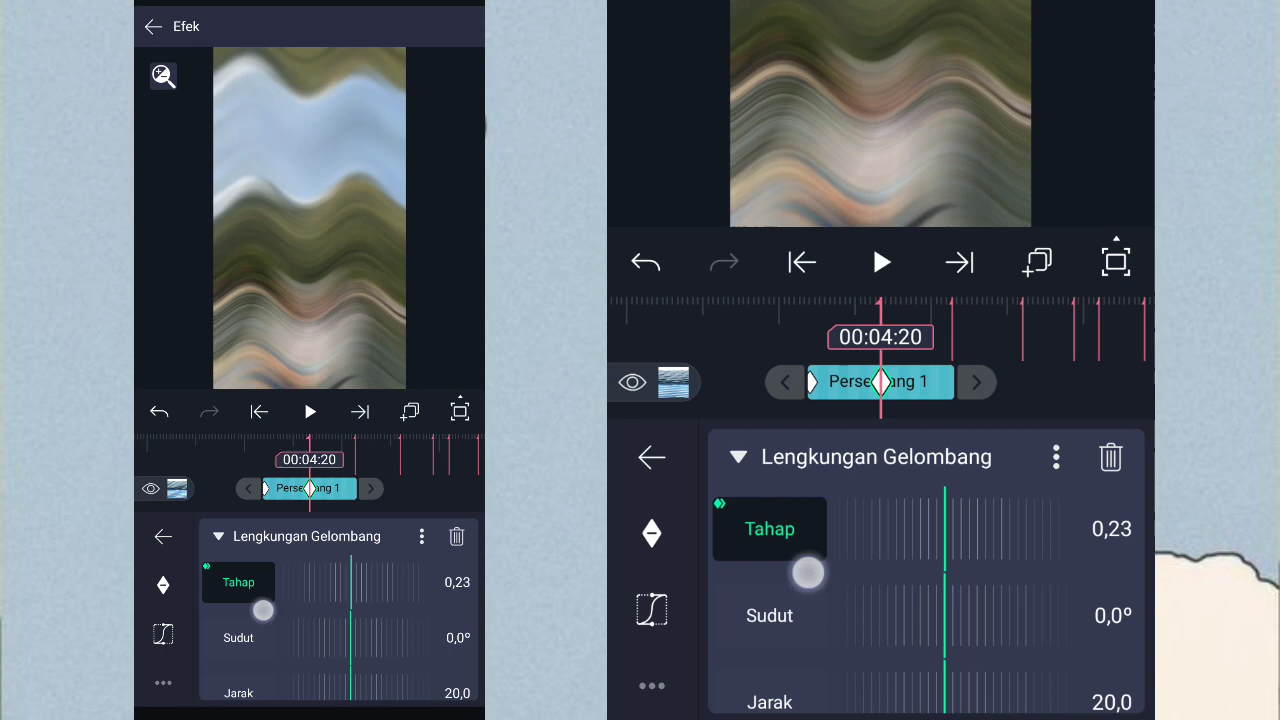 Efek
00:04:20
Perse ang 1
Lengkungan Gelombang
Tahap
0,23
Sudut
0,0°
Jarak
20,0
00:04:20
Perse ang 1
Lengkungan Gelombang
Tahap
0,23
Sudut
0,0°
Jarak
20,0